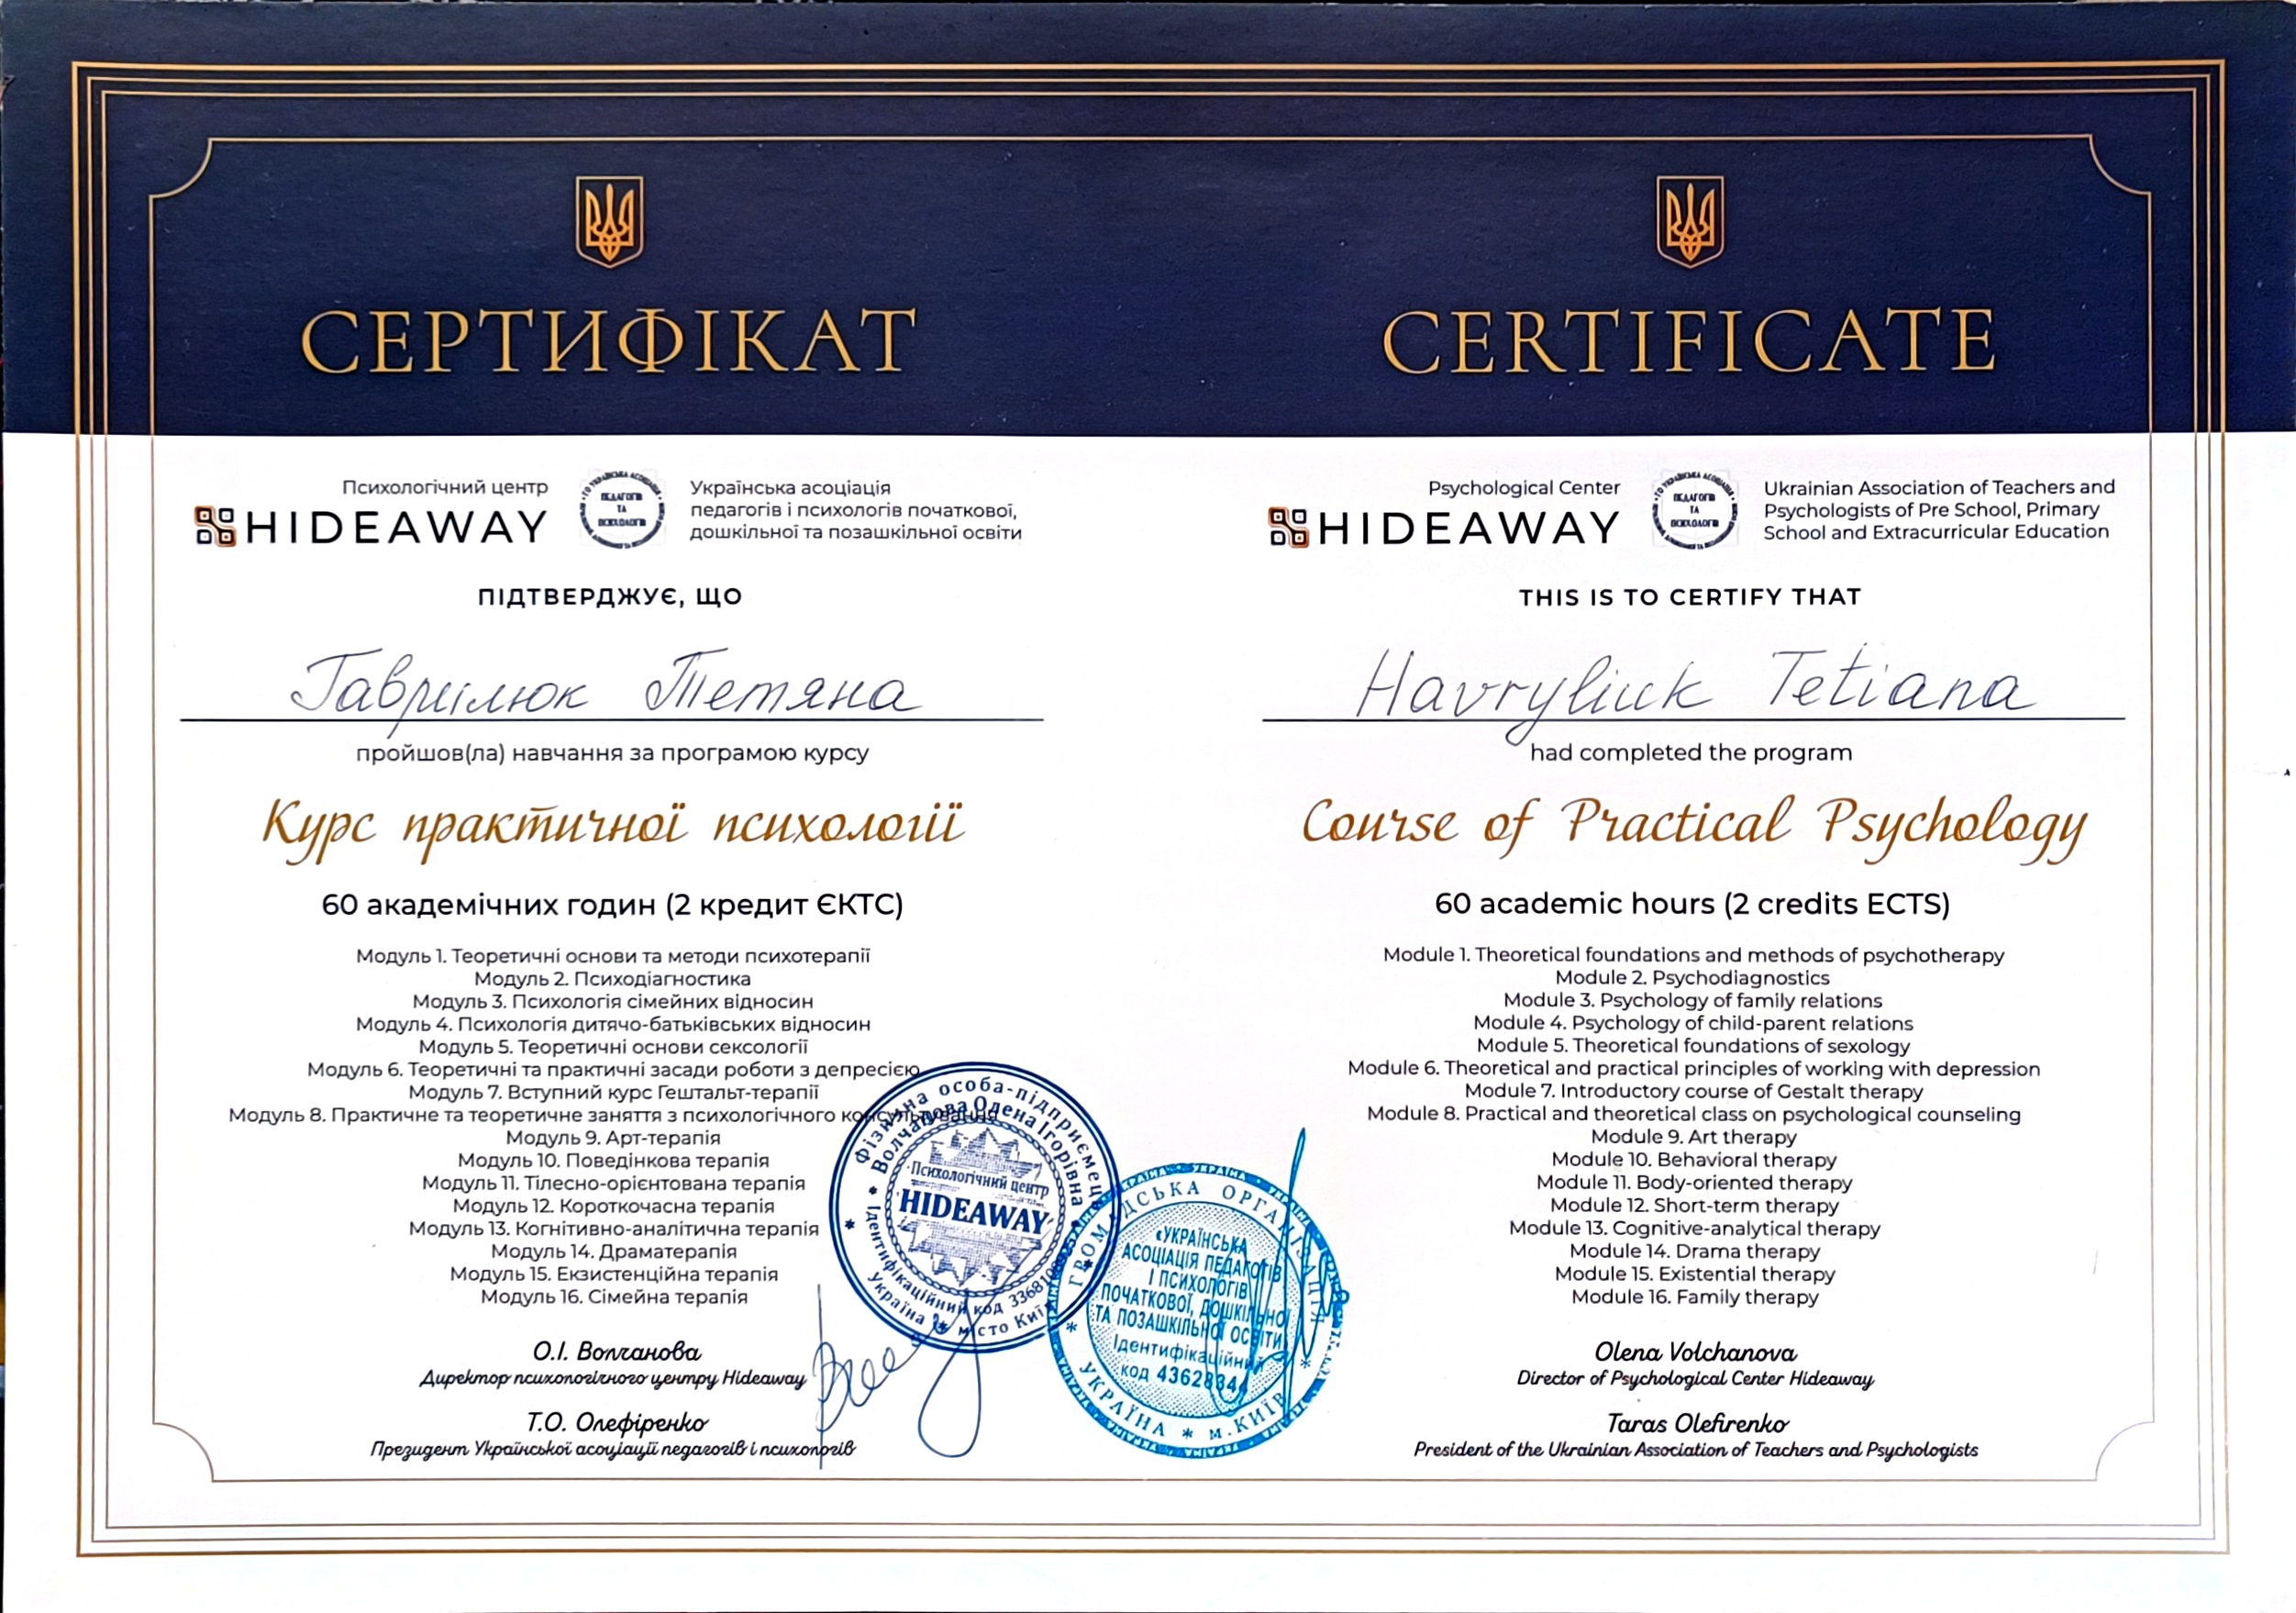 СЕРТИФІКАТ
Психологічний центр
HIDEAWAY
ПЕДАГОГІВ
ТА
ПСИХОЛОГІВ
Українська асоціація
педагогів і психологів початкової,
дошкільної та позашкільної освіти
ПІДТВЕРДЖУЄ, ЩО
Гаврилюк Тетяна
пройшов(ла) навчання за програмою курсу
Курс практичної психології
60 академічних годин (2 кредит ЄКТС)
Модуль 1. Теоретичні основи та методи психотерапії
Модуль 2. Психодіагностика
Модуль 3. Психологія сімейних відносин
Модуль 4. Психологія дитячо-батьківських відносин
Модуль 5. Теоретичні основи сексології
Модуль 6. Теоретичні та практичні засади роботи з депресією
Модуль 7. Вступний курс Гештальт-терапії
Модуль 8. Практичне та теоретичне заняття з психологічного консультування
Модуль 9. Арт-терапія
Модуль 10. Поведінкова терапія
Модуль 11. Тілесно-орієнтована терапія
Модуль 12. Короткочасна терапія
Модуль 13. Когнітивно-аналітична терапія
Модуль 14. Драматерапія
Модуль 15. Екзистенційна терапія
Модуль 16. Сімейна терапія
О.І. Волчанова
Директор психологічного центру Hideaway
Т.О. Олефіренко
Президент Української асоціації педагогів і психологів
Фізична особа-підприємець
Волчанова Олена Ігорівна
Психологічний центр
HIDEAWAY
Ідентифікаційний код
Україна * місто Київ
ГРОМАДСЬКА ОРГАНІЗАЦІЯ
«УКРАЇНСЬКА
АСОЦІАЦІЯ ПЕДАГОГІВ
І ПСИХОЛОГІВ
ПОЧАТКОВОЇ, ДОШКІЛЬНОЇ
ТА ПОЗАШКІЛЬНОЇ ОСВІТИ
Ідентифікаційний
код
УКРАЇНА * м. КИЇВ
CERTIFICATE
Psychological Center
HIDEAWAY
ПЕДАГОГІВ
ТА
ПСИХОЛОГІВ
Ukrainian Association of Teachers and
Psychologists of Pre School, Primary
School and Extracurricular Education
THIS IS TO CERTIFY THAT
Havryliuk Tetiana
had completed the program
Course of Practical Psychology
60 academic hours (2 credits ECTS)
Module 1. Theoretical foundations and methods of psychotherapy
Module 2. Psychodiagnostics
Module 3. Psychology of family relations
Module 4. Psychology of child-parent relations
Module 5. Theoretical foundations of sexology
Module 6. Theoretical and practical principles of working with depression
Module 7. Introductory course of Gestalt therapy
Module 8. Practical and theoretical class on psychological counseling
Module 9. Art therapy
Module 10. Behavioral therapy
Module 11. Body-oriented therapy
Module 12. Short-term therapy
Module 13. Cognitive-analytical therapy
Module 14. Drama therapy
Module 15. Existential therapy
Module 16. Family therapy
Olena Volchanova
Director of Psychological Center Hideaway
Taras Olefirenko
President of the Ukrainian Association of Teachers and Psychologists